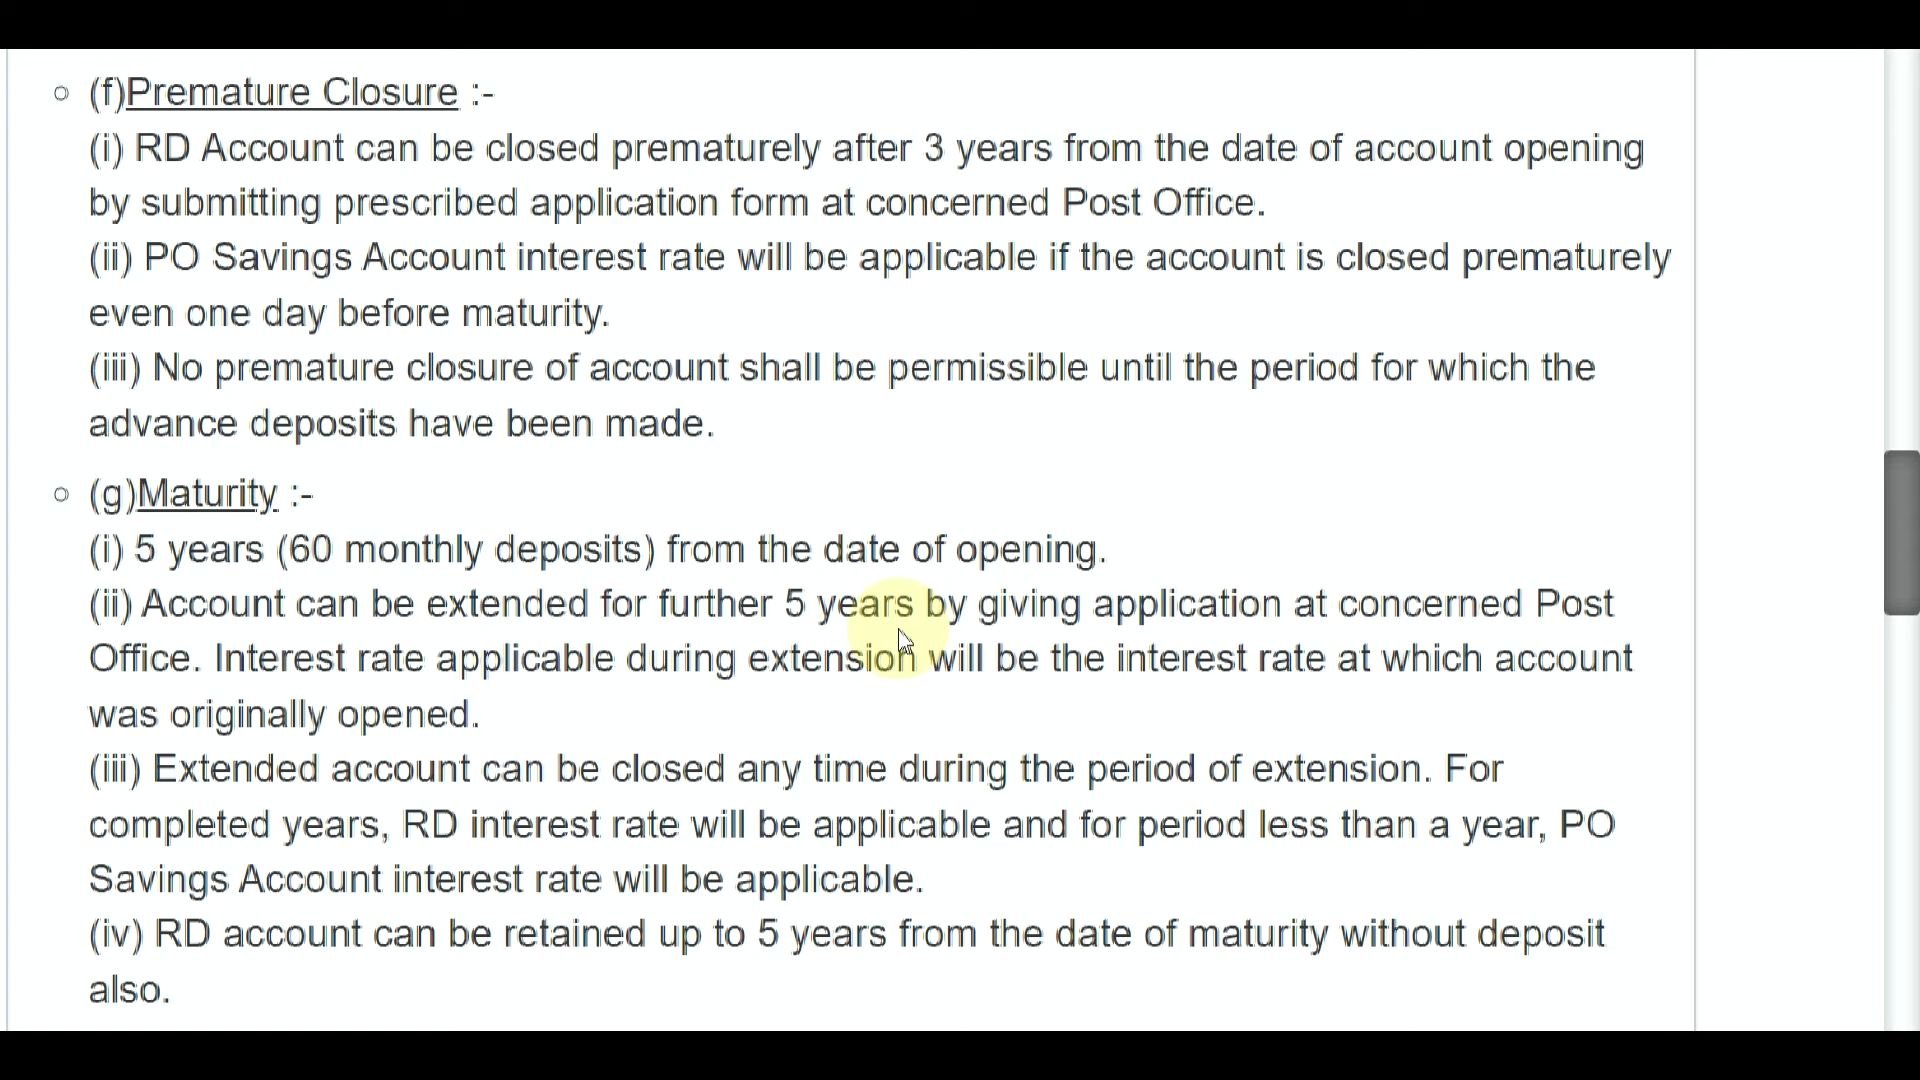 (f)Premature Closure :-
(i) RD Account can be closed prematurely after 3 years from the date of account opening
by submitting prescribed application form at concerned Post Office.
(ii) PO Savings Account interest rate will be applicable if the account is closed prematurely
even one day before maturity.
(iii) No premature closure of account shall be permissible until the period for which the
advance deposits have been made.
(g)Maturity :-
(i) 5 years (60 monthly deposits) from the date of opening.
(ii) Account can be extended for further 5 years by giving application at concerned Post
Office. Interest rate applicable during extension will be the interest rate at which account
was originally opened.
(iii) Extended account can be closed any time during the period of extension. For
completed years, RD interest rate will be applicable and for period less than a year, PO
Savings Account interest rate will be applicable.
(iv) RD account can be retained up to 5 years from the date of maturity without deposit
also.